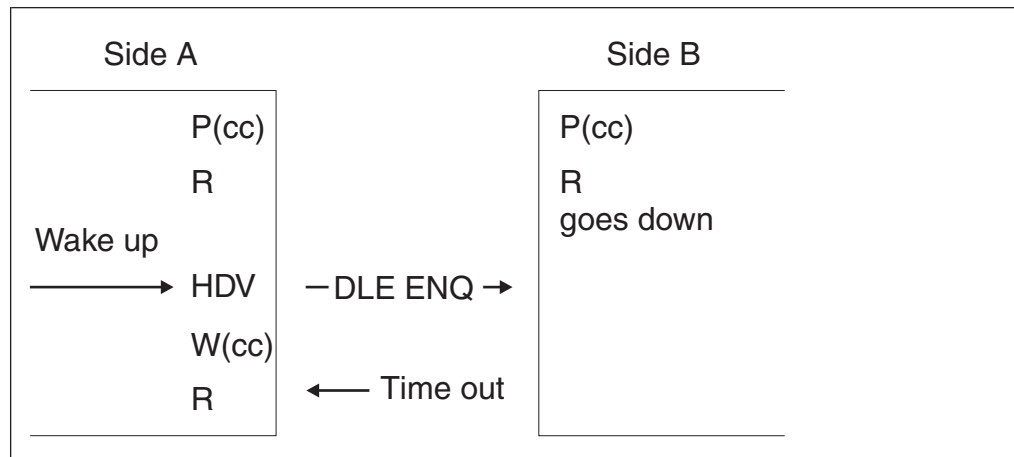 Side A
Side B
P(cc)
R
Wake up
HDV
W(cc)
R
DLE ENQ
Time out
P(cc)
R
goes down